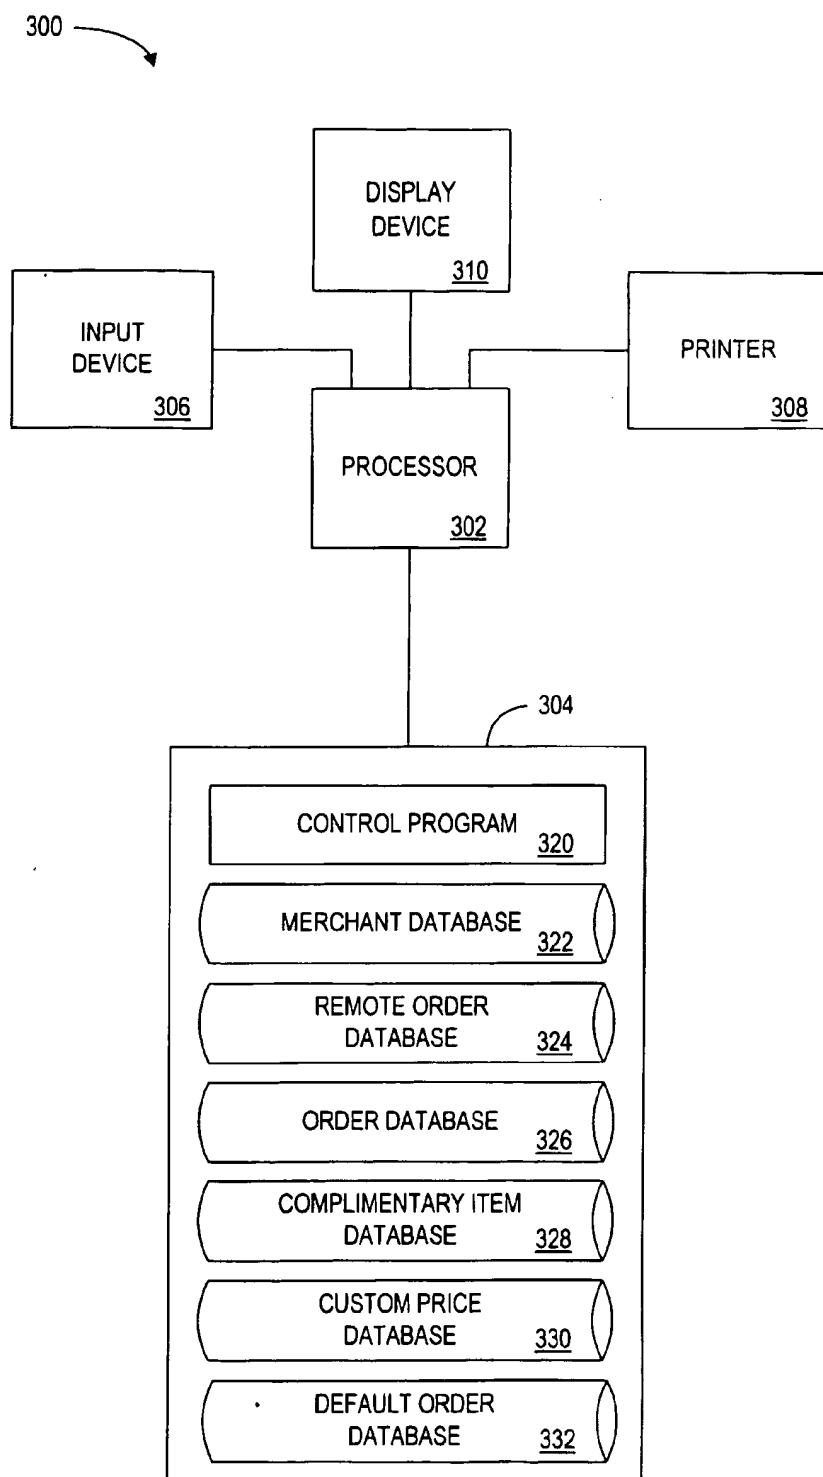 300
DISPLAY
DEVICE
310
INPUT
DEVICE
306
PRINTER
308
PROCESSOR
302
304
CONTROL PROGRAM
320
MERCHANT DATABASE
322
REMOTE ORDER
DATABASE
324
ORDER DATABASE
326
COMPLIMENTARY ITEM
DATABASE
328
CUSTOM PRICE
DATABASE
330
DEFAULT ORDER
DATABASE
332